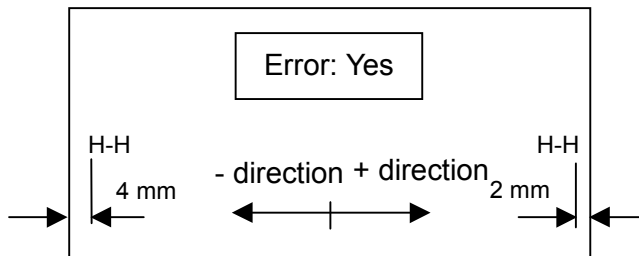 Error: Yes
H-H
H-H
- direction + direction
4 mm
2 mm